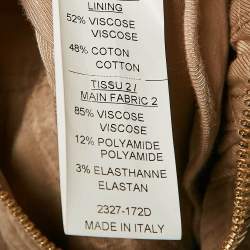 LINING
52% VISCOSE
VISCOSE
48% COTON
COTTON
TISSU 2/
MAIN FABRIC 2
85% VISCOSE
VISCOSE
12% POLYAMIDE
POLYAMIDE
3% ELASTHANNE
ELASTAN
2327-172D
MADE IN ITALY